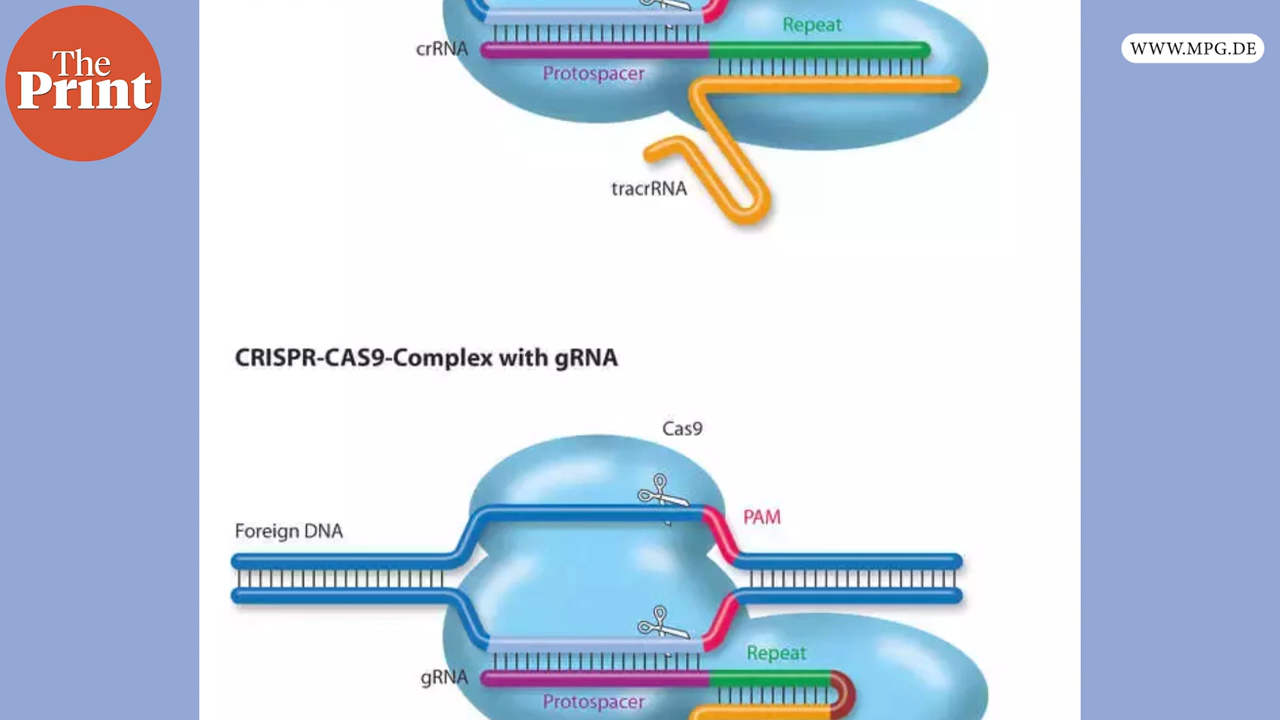 The
Print
WWW.MPG.DE
Repeat
crRNA
Protospacer
tracrRNA
CRISPR-CAS9-Complex with gRNA
Cas9
PAM
Foreign DNA
Repeat
gRNA
Protospacer